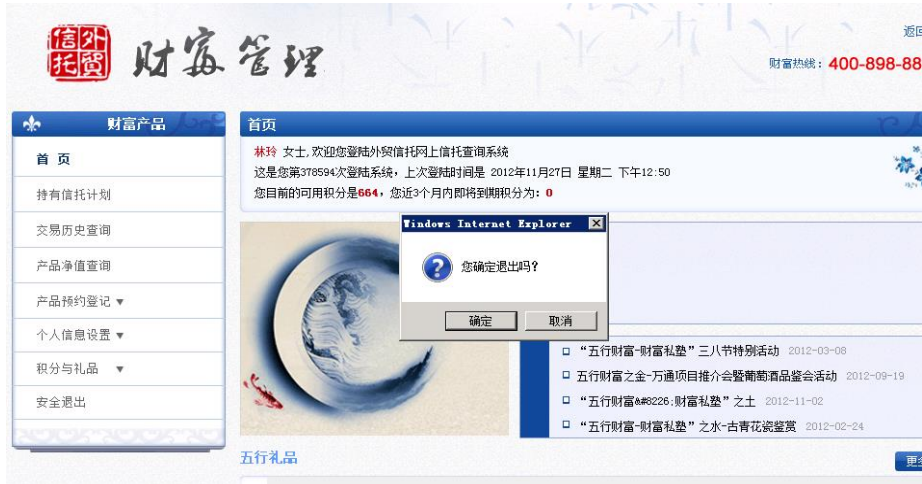 外貿信托
财富管理
返回
财富热线：400-898-88
财富产品
首 页
持有信托计划
交易历史查询
产品净值查询
产品预约登记 ▼
个人信息设置 ▼
积分与礼品 ▼
安全退出
首页
林玲 女士,欢迎您登陆外贸信托网上信托查询系统
这是您第378594次登陆系统，上次登陆时间是 2012年11月27日 星期二 下午12:50
您目前的可用积分是664，您近3个月内即将到期积分为：0
Windows Internet Explorer
您确定退出吗?
确定
取消
“五行财富-财富私塾”三八节特别活动 2012-03-08
五行财富之金-万通项目推介会暨葡萄酒品鉴会活动 2012-09-19
“五行财富&#8226;财富私塾”之土 2012-11-02
“五行财富-财富私塾”之水-古青花瓷鉴赏 2012-02-24
五行礼品
更多